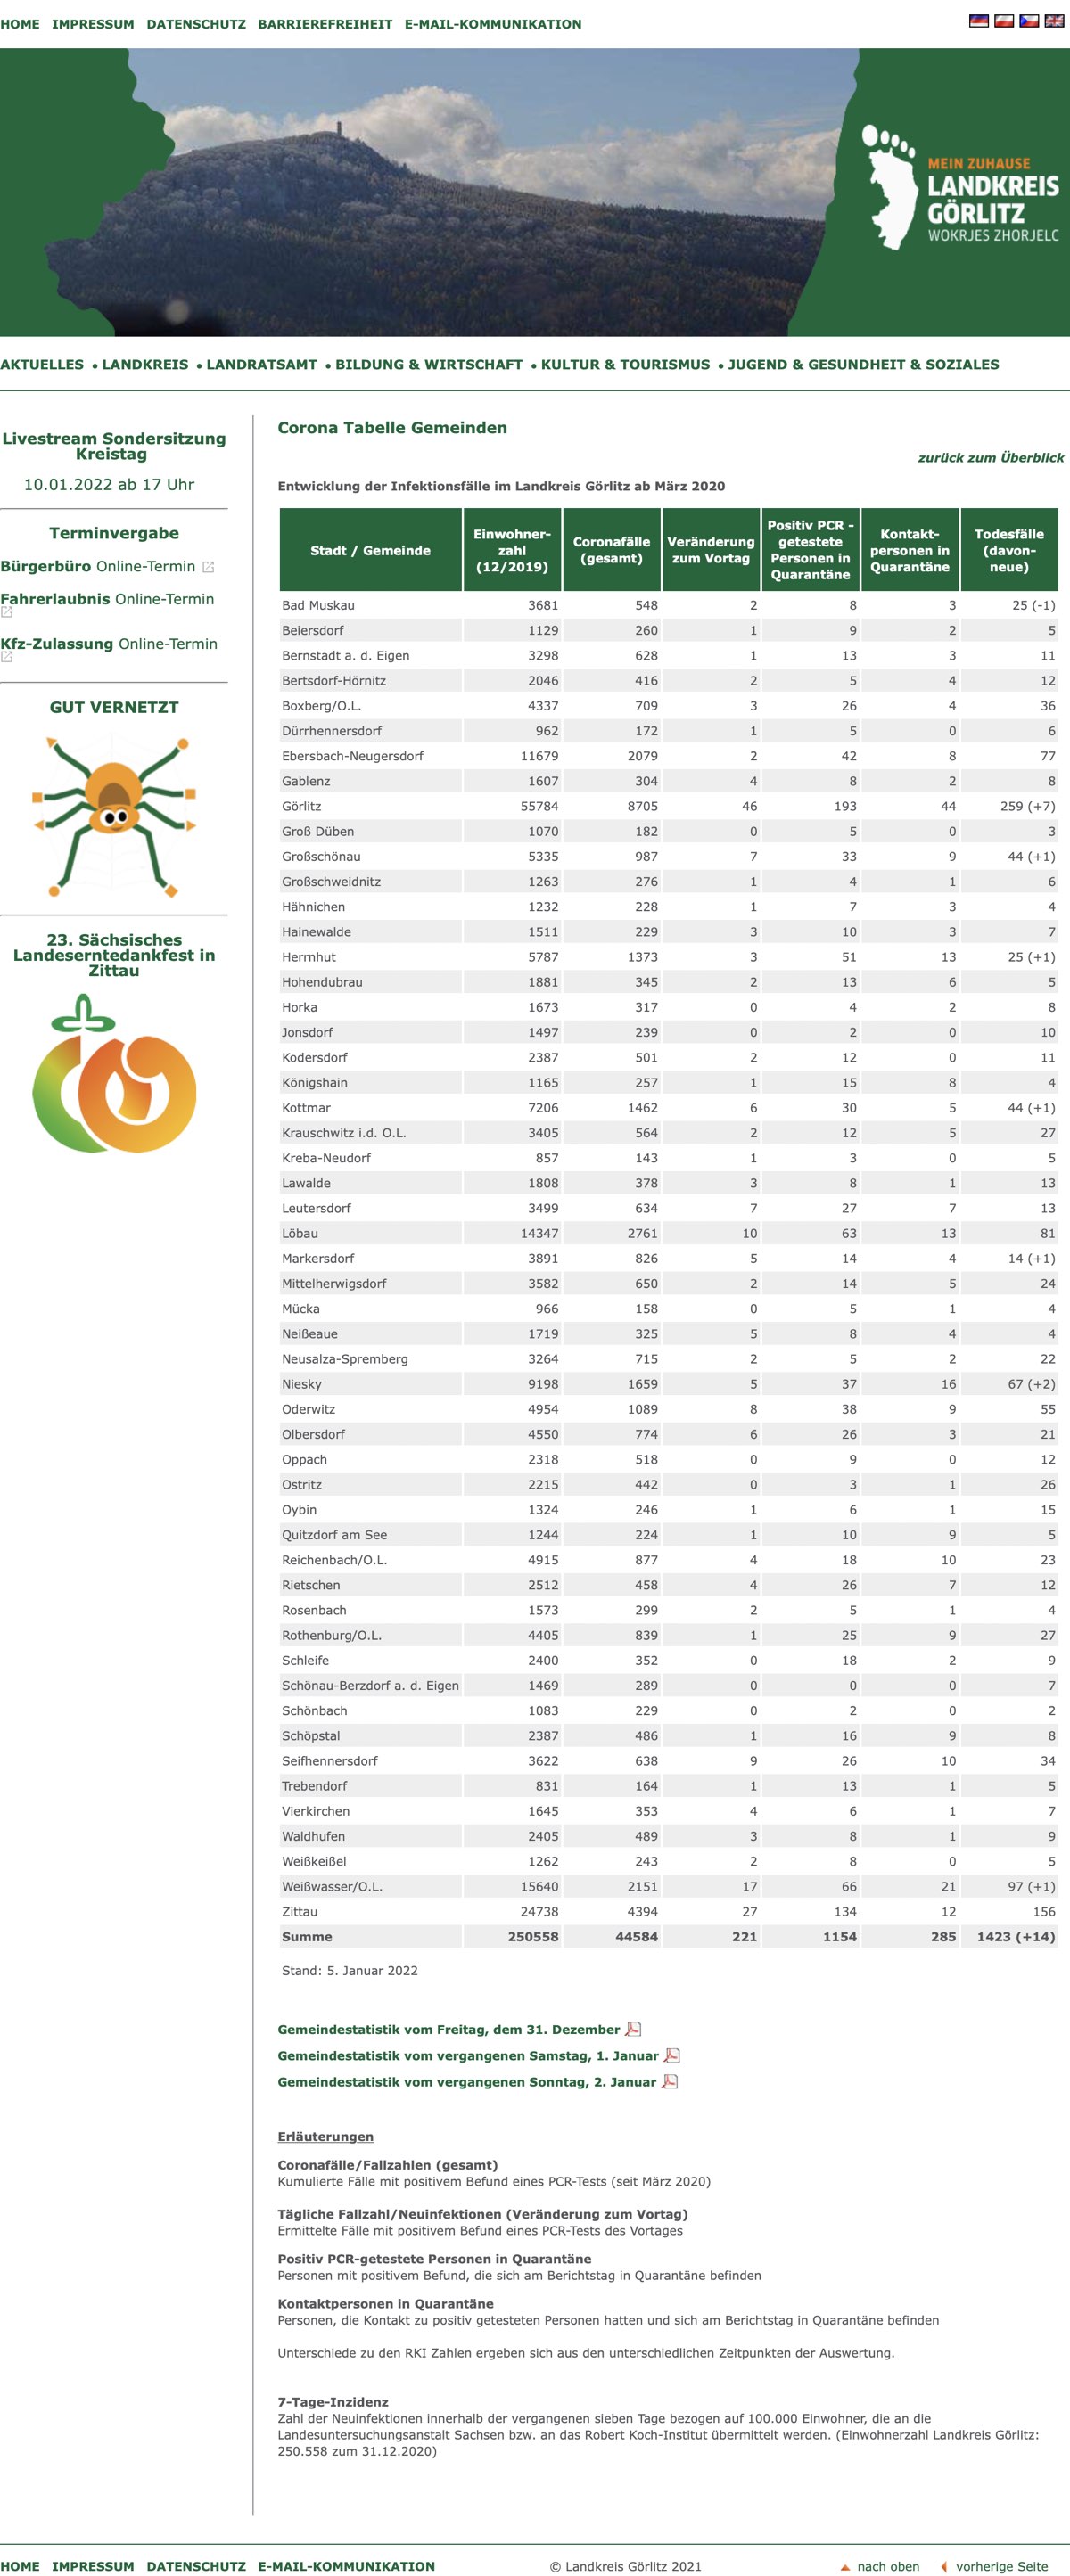 HOME IMPRESSUM DATENSCHUTZ BARRIEREFREIHEIT E-MAIL-KOMMUNIKATION
MEIN ZUHAUSE
LANDKREIS
GÖRLITZ
WOKRJES ZHORJELC
AKTUELLES • LANDKREIS • LANDRATSAMT • BILDUNG & WIRTSCHAFT • KULTUR & TOURISMUS • JUGEND & GESUNDHEIT & SOZIALES
Livestream Sondersitzung
Kreistag
10.01.2022 ab 17 Uhr
Terminvergabe
Bürgerbüro Online-Termin
Fahrerlaubnis Online-Termin
Kfz-Zulassung Online-Termin
GUT VERNETZT
23. Sächsisches
Landeserntedankfest in
Zittau
Corona Tabelle Gemeinden
zurück zum Überblick
Entwicklung der Infektionsfälle im Landkreis Görlitz ab März 2020
Stadt / Gemeinde Einwohner-zahl (12/2019) Coronafälle (gesamt) Veränderung zum Vortag Positiv PCR - getestete Personen in Quarantäne Kontakt-personen in Quarantäne Todesfälle (davon-neue)
Bad Muskau 3681 548 2 8 3 25 (-1)
Beiersdorf 1129 260 1 9 2 5
Bernstadt a. d. Eigen 3298 628 1 13 3 11
Bertsdorf-Hörnitz 2046 416 2 5 4 12
Boxberg/O.L. 4337 709 3 26 4 36
Dürrhennersdorf 962 172 1 5 0 6
Ebersbach-Neugersdorf 11679 2079 2 42 8 77
Gablenz 1607 304 4 8 2 8
Görlitz 55784 8705 46 193 44 259 (+7)
Groß Düben 1070 182 0 5 0 3
Großschönau 5335 987 7 33 9 44 (+1)
Großschweidnitz 1263 276 1 4 1 6
Hähnichen 1232 228 1 7 3 4
Hainewalde 1511 229 3 10 3 7
Herrnhut 5787 1373 3 51 13 25 (+1)
Hohendubrau 1881 345 2 13 6 5
Horka 1673 317 0 4 2 8
Jonsdorf 1497 239 0 2 0 10
Kodersdorf 2387 501 2 12 0 11
Königshain 1165 257 1 15 8 4
Kottmar 7206 1462 6 30 5 44 (+1)
Krauschwitz i.d. O.L. 3405 564 2 12 5 27
Kreba-Neudorf 857 143 1 3 0 5
Lawalde 1808 378 3 8 1 13
Leutersdorf 3499 634 7 27 7 13
Löbau 14347 2761 10 63 13 81
Markersdorf 3891 826 5 14 4 14 (+1)
Mittelherwigsdorf 3582 650 2 14 5 24
Mücka 966 158 0 5 1 4
Neißeaue 1719 325 5 8 4 4
Neusalza-Spremberg 3264 715 2 5 2 22
Niesky 9198 1659 5 37 16 67 (+2)
Oderwitz 4954 1089 8 38 9 55
Olbersdorf 4550 774 6 26 3 21
Oppach 2318 518 0 9 0 12
Ostritz 2215 442 0 3 1 26
Oybin 1324 246 1 6 1 15
Quitzdorf am See 1244 224 1 10 9 5
Reichenbach/O.L. 4915 877 4 18 10 23
Rietschen 2512 458 4 26 7 12
Rosenbach 1573 299 2 5 1 4
Rothenburg/O.L. 4405 839 1 25 9 27
Schleife 2400 352 0 18 2 9
Schönau-Berzdorf a. d. Eigen 1469 289 0 0 0 7
Schönbach 1083 229 0 2 0 2
Schöpstal 2387 486 1 16 9 8
Seifhennersdorf 3622 638 9 26 10 34
Trebendorf 831 164 1 13 1 5
Vierkirchen 1645 353 4 6 1 7
Waldhufen 2405 489 3 8 1 9
Weißkeißel 1262 243 2 8 0 5
Weißwasser/O.L. 15640 2151 17 66 21 97 (+1)
Zittau 24738 4394 27 134 12 156
Summe 250558 44584 221 1154 285 1423 (+14)
Stand: 5. Januar 2022
Gemeindestatistik vom Freitag, dem 31. Dezember
Gemeindestatistik vom vergangenen Samstag, 1. Januar
Gemeindestatistik vom vergangenen Sonntag, 2. Januar
Erläuterungen
Coronafälle/Fallzahlen (gesamt)
Kumulierte Fälle mit positivem Befund eines PCR-Tests (seit März 2020)
Tägliche Fallzahl/Neuinfektionen (Veränderung zum Vortag)
Ermittelte Fälle mit positivem Befund eines PCR-Tests des Vortages
Positiv PCR-getestete Personen in Quarantäne
Personen mit positivem Befund, die sich am Berichtstag in Quarantäne befinden
Kontaktpersonen in Quarantäne
Personen, die Kontakt zu positiv getesteten Personen hatten und sich am Berichtstag in Quarantäne befinden
Unterschiede zu den RKI Zahlen ergeben sich aus den unterschiedlichen Zeitpunkten der Auswertung.
7-Tage-Inzidenz
Zahl der Neuinfektionen innerhalb der vergangenen sieben Tage bezogen auf 100.000 Einwohner, die an die
Landesuntersuchungsanstalt Sachsen bzw. an das Robert Koch-Institut übermittelt werden. (Einwohnerzahl Landkreis Görlitz:
250.558 zum 31.12.2020)
HOME IMPRESSUM DATENSCHUTZ E-MAIL-KOMMUNIKATION © Landkreis Görlitz 2021 nach oben vorherige Seite